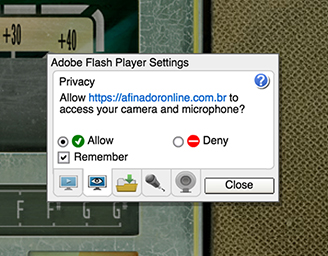 +30
+40
Adobe Flash Player Settings
Privacy
?
Allow https://afinadoronline.com.br to
access your camera and microphone?
Allow
Deny
Remember
Close
F F# G G#